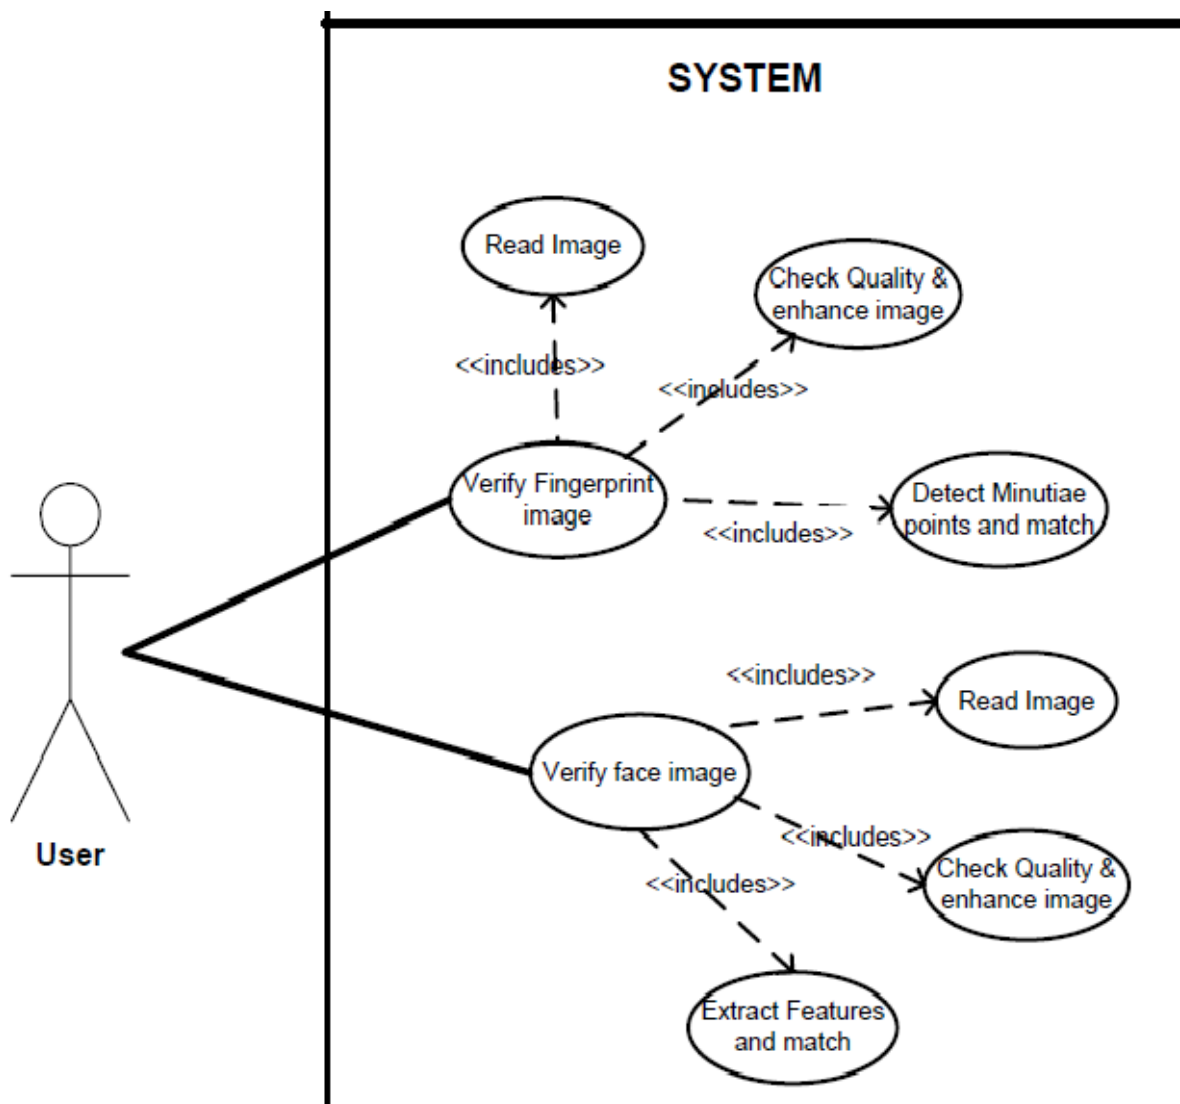 SYSTEM
Read Image
Check Quality &
enhance image
<<includes>>
<<includes>>
Verify Fingerprint
image
Detect Minutiae
points and match
<<includes>>
<<includes>>
Read Image
Verify face image
<<includes>>
Check Quality &
enhance image
<<includes>>
Extract Features
and match
User